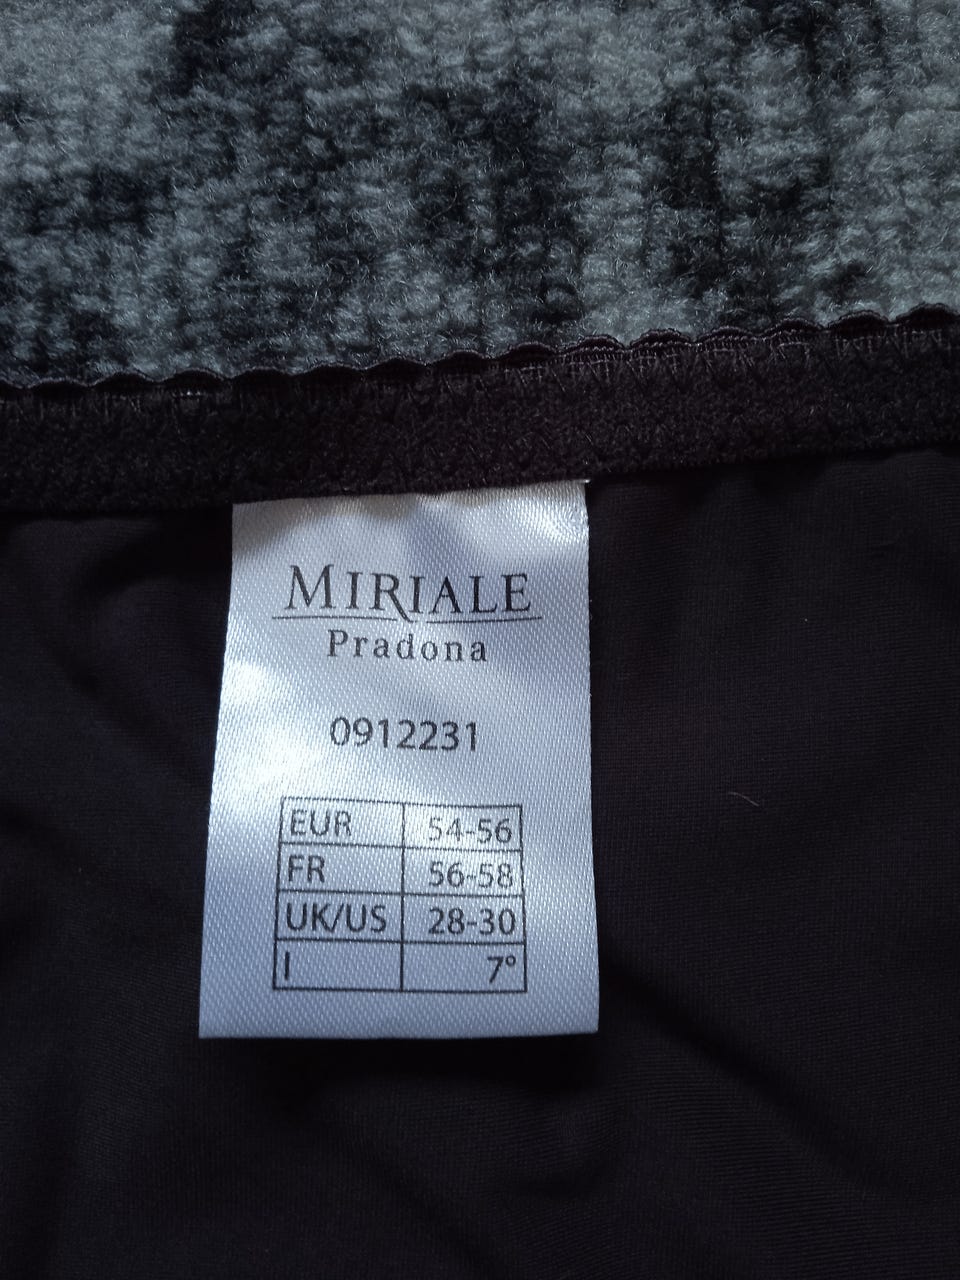 MIRIALE
Pradona
0912231
EUR 54-56
FR 56-58
UK/US 28-30
I 7°